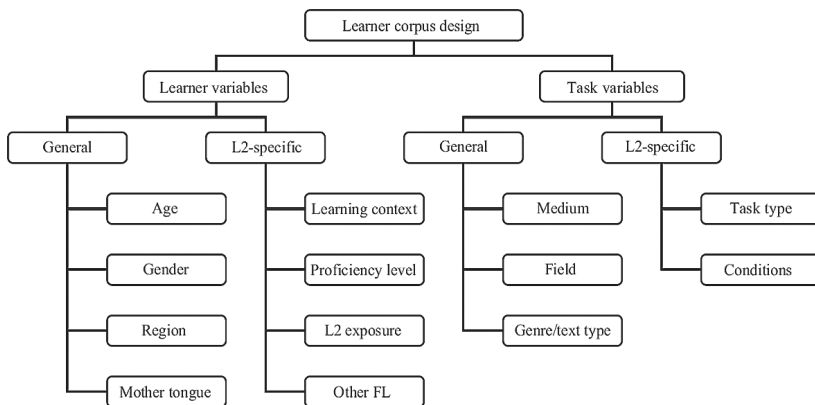 Learner corpus design
Learner variables
Task variables
General
L2-specific
General
L2-specific
Age
Learning context
Medium
Task type
Gender
Proficiency level
Field
Conditions
Region
L2 exposure
Genre/text type
Mother tongue
Other FL